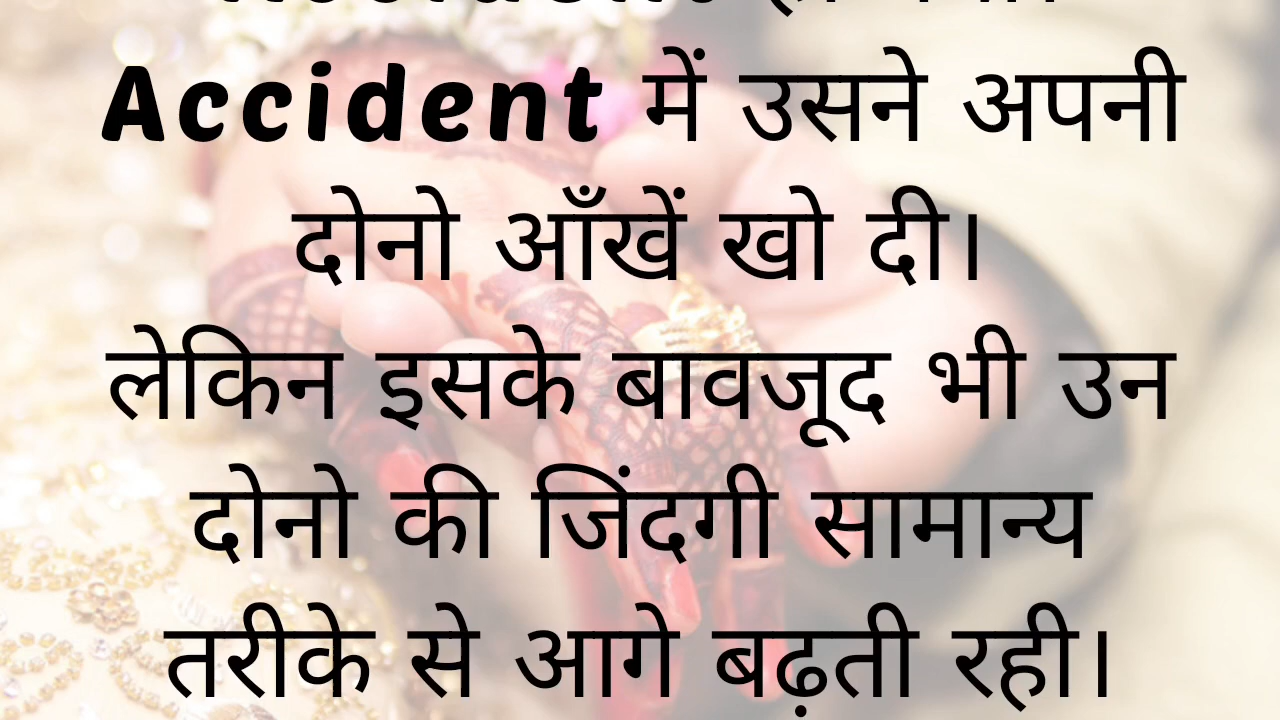 Accident में उसने अपनी
दोनो आँखें खो दी।
लेकिन इसके बावजूद भी उन
दोनो की जिंदगी सामान्य
तरीके से आगे बढ़ती रही।